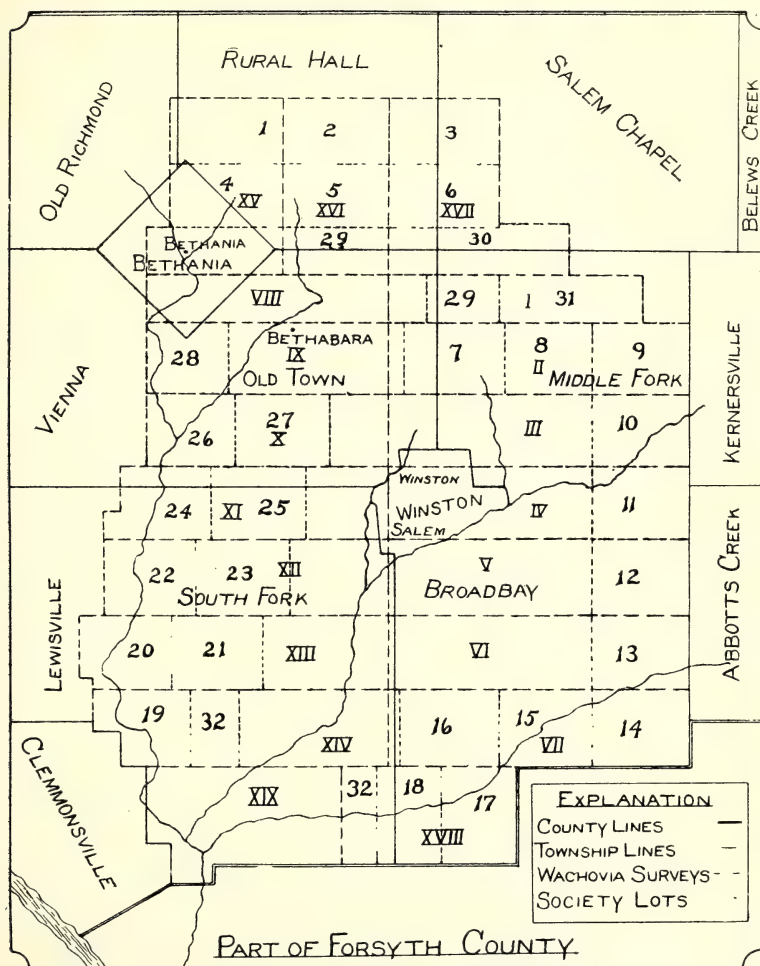 RURAL HALL
SALEM CHAPEL
OLD RICHMOND
BELEWS CREEK
1 2 3
4 5 6
XV XVI XVII
BETHANIA
BETHANIA
29 30
VIII 29 I 31
BETHABARA
28 IX 7 8 9
OLD TOWN II MIDDLE FORK
VIENNA
KERNERSVILLE
26 27 III 10
X
WINSTON
24 XI 25 WINSTON IV 11
SALEM
22 23 XII V 12
SOUTH FORK BROADBAY
ABBOTTS CREEK
LEWISVILLE
20 21 XIII VI 13
19 32 XIV 16 15 VII 14
CLEMMONSVILLE
XIX 32 18 17
XVIII
EXPLANATION
COUNTY LINES
TOWNSHIP LINES
WACHOVIA SURVEYS
SOCIETY LOTS
PART OF FORSYTH COUNTY